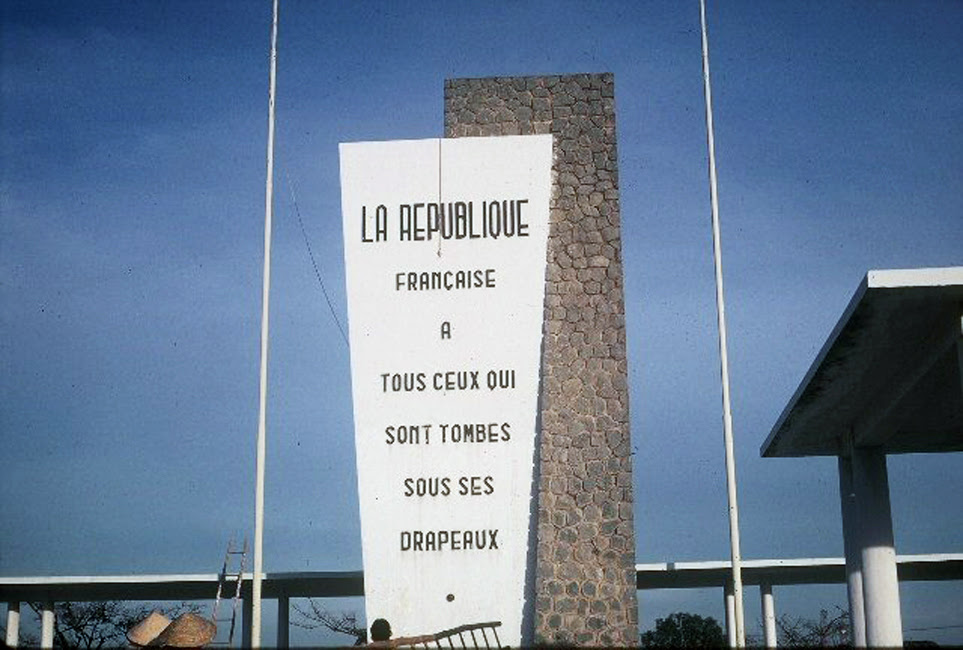 LA REPUBLIQUE
FRANÇAISE
A
TOUS CEUX QUI
SONT TOMBES
SOUS SES
DRAPEAUX